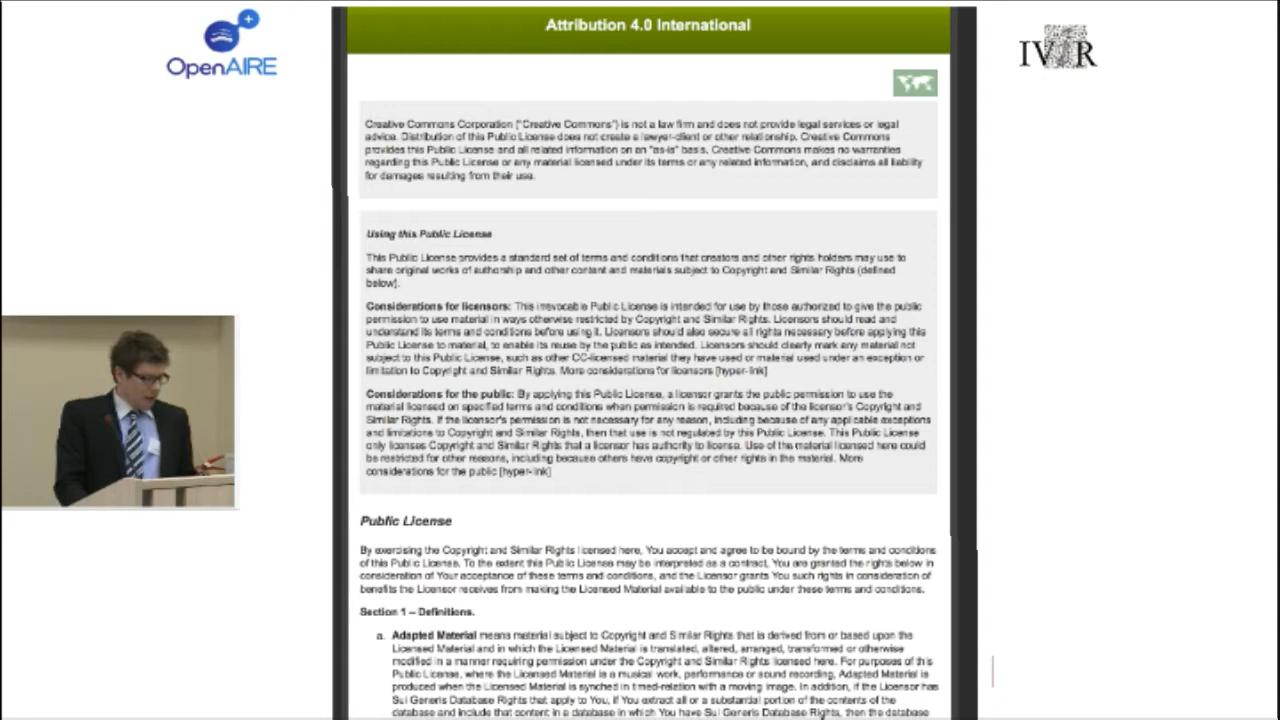 OpenAIRE
IViR
Attribution 4.0 International
Creative Commons Corporation ("Creative Commons") is not a law firm and does not provide legal services or legal
advice. Distribution of this Public License does not create a lawyer-client or other relationship. Creative Commons
provides this Public License and all related information on an "as-is" basis. Creative Commons makes no warranties
regarding this Public License or any material licensed under its terms or any related information, and disclaims all liability
for damages resulting from their use.
Using this Public License
This Public License provides a standard set of terms and conditions that creators and other rights holders may use to
share original works of authorship and other content and materials subject to Copyright and Similar Rights (defined
below).
Considerations for licensors: This irrevocable Public License is intended for use by those authorized to give the public
permission to use material in ways otherwise restricted by Copyright and Similar Rights. Licensors should read and
understand its terms and conditions before using it. Licensors should also secure all rights necessary before applying this
Public License to material, to enable its reuse by the public as intended. Licensors should clearly mark any material not
subject to this Public License, such as other CC-licensed material they have used or material used under an exception or
limitation to Copyright and Similar Rights. More considerations for licensors [hyper-link]
Considerations for the public: By applying this Public License, a licensor grants the public permission to use the
material licensed on specified terms and conditions when permission is required because of the licensor's Copyright and
Similar Rights. If the licensor's permission is not necessary for any reason, including because of any applicable exceptions
and limitations to Copyright and Similar Rights, then that use is not regulated by this Public License. This Public License
only licenses Copyright and Similar Rights that a licensor has authority to license. Use of the material licensed here could
be restricted for other reasons, including because others have copyright or other rights in the material. More
considerations for the public [hyper-link]
Public License
By exercising the Copyright and Similar Rights licensed here, You accept and agree to be bound by the terms and conditions
of this Public License. To the extent this Public License may be interpreted as a contract, You are granted the rights below in
consideration of Your acceptance of these terms and conditions, and the Licensor grants You such rights in consideration of
benefits the Licensor receives from making the Licensed Material available to the public under these terms and conditions.
Section 1 – Definitions.
a. Adapted Material means material subject to Copyright and Similar Rights that is derived from or based upon the
Licensed Material and in which the Licensed Material is translated, altered, arranged, transformed or otherwise
modified in a manner requiring permission under the Copyright and Similar Rights licensed here. For purposes of this
Public License, where the Licensed Material is a musical work, performance or sound recording, Adapted Material is
produced when the Licensed Material is synched in timed-relation with a moving image. In addition, if the Licensor has
Sui Generis Database Rights that apply to You, if You extract all or a substantial portion of the contents of the
database and include that content in a database in which You have Sui Generis Database Rights, then the database